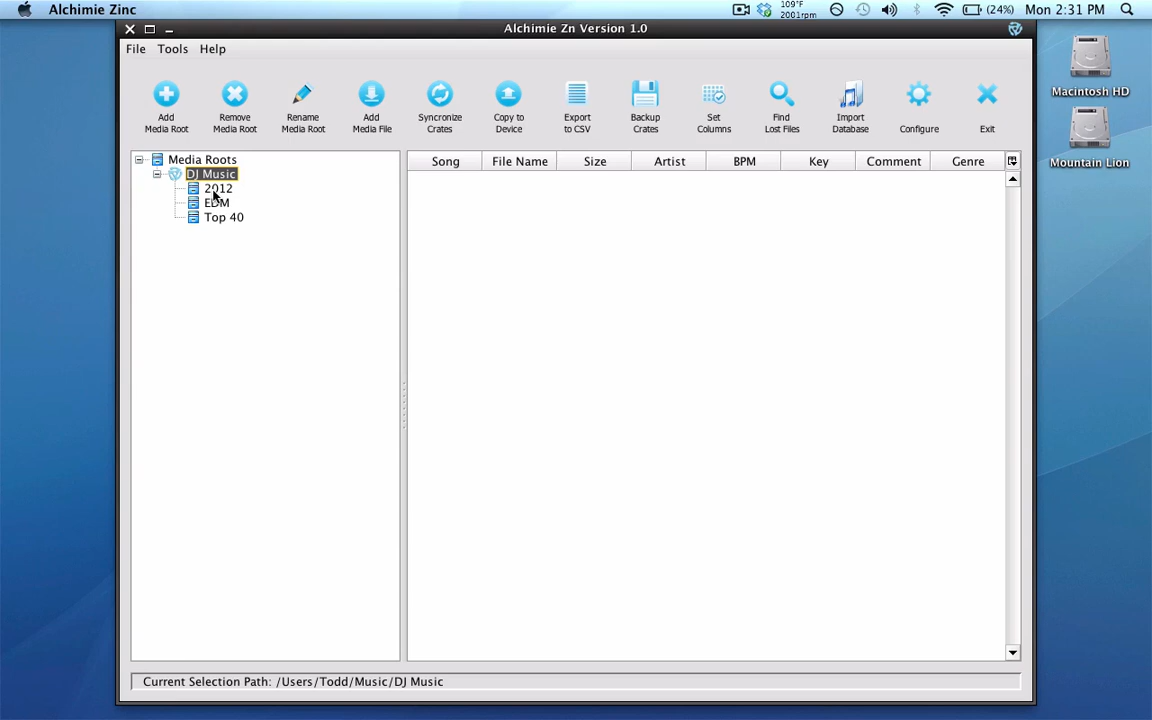 Alchimie Zinc 109°F 2001rpm (24%) Mon 2:31 PM
Alchimie Zn Version 1.0
File Tools Help
Add Media Root
Remove Media Root
Rename Media Root
Add Media File
Syncronize Crates
Copy to Device
Export to CSV
Backup Crates
Set Columns
Find Lost Files
Import Database
Configure
Exit
Media Roots
DJ Music
2012
EDM
Top 40
Song File Name Size Artist BPM Key Comment Genre
Current Selection Path: /Users/Todd/Music/DJ Music
Macintosh HD
Mountain Lion